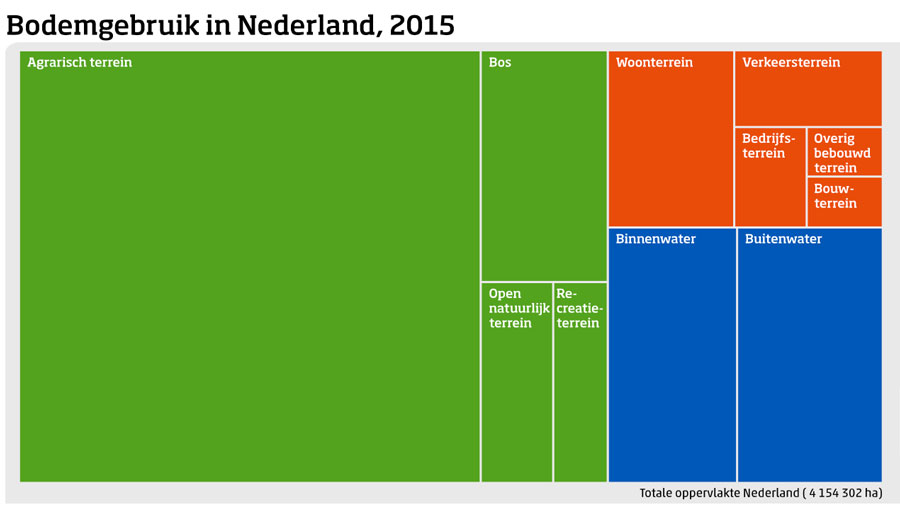 Bodemgebruik in Nederland, 2015
Agrarisch terrein
Bos
Woonterrein
Verkeersterrein
Bedrijfs-
terrein
Overig
bebouwd
terrein
Bouw-
terrein
Binnenwater
Buitenwater
Open
natuurlijk
terrein
Re-
creatie-
terrein
Totale oppervlakte Nederland ( 4 154 302 ha)